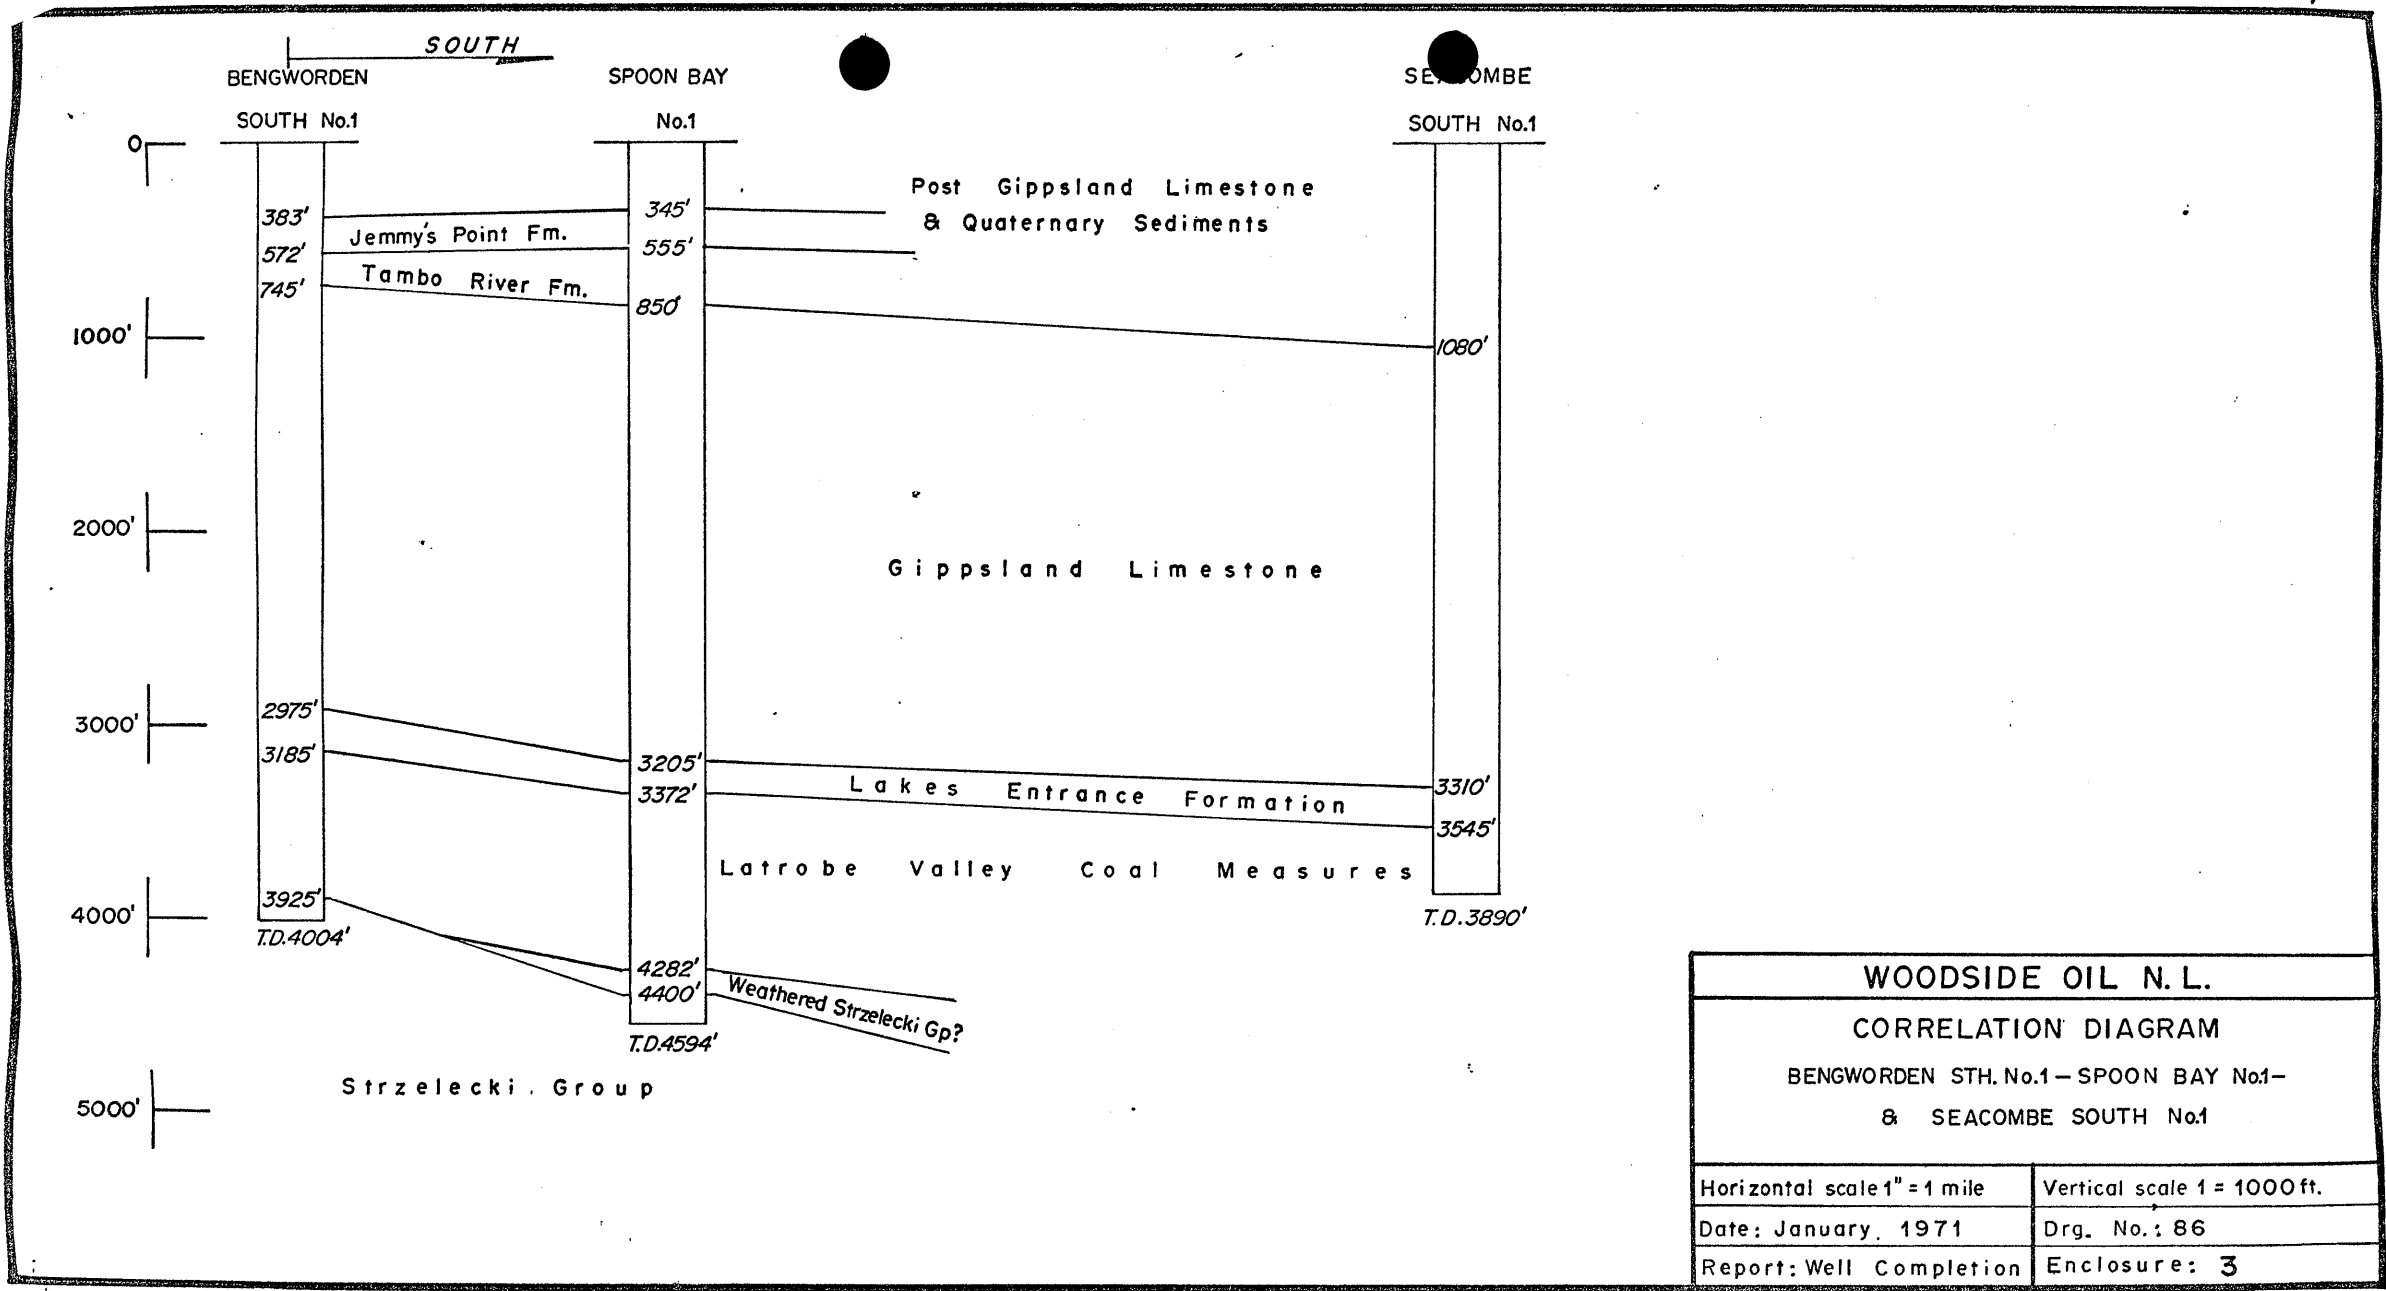 SOUTH
BENGWORDEN
SOUTH No.1
SPOON BAY
No.1
SEACOMBE
SOUTH No.1
0
1000'
2000'
3000'
4000'
5000'
383'
572'
745'
2975'
3185'
3925'
T.D.4004'
Jemmy's Point Fm.
Tambo River Fm.
345'
555'
850'
3205'
3372'
4282'
4400'
T.D.4594'
Post Gippsland Limestone
& Quaternary Sediments
Gippsland Limestone
Lakes Entrance Formation
Latrobe Valley Coal Measures
Weathered Strzelecki Gp?
Strzelecki. Group
1080'
3310'
3545'
T.D.3890'
WOODSIDE OIL N.L.
CORRELATION DIAGRAM
BENGWORDEN STH. No.1 – SPOON BAY No.1 –
& SEACOMBE SOUTH No.1
Horizontal scale 1" = 1 mile
Vertical scale 1 = 1000 ft.
Date: January. 1971
Drg. No.: 86
Report: Well Completion
Enclosure: 3